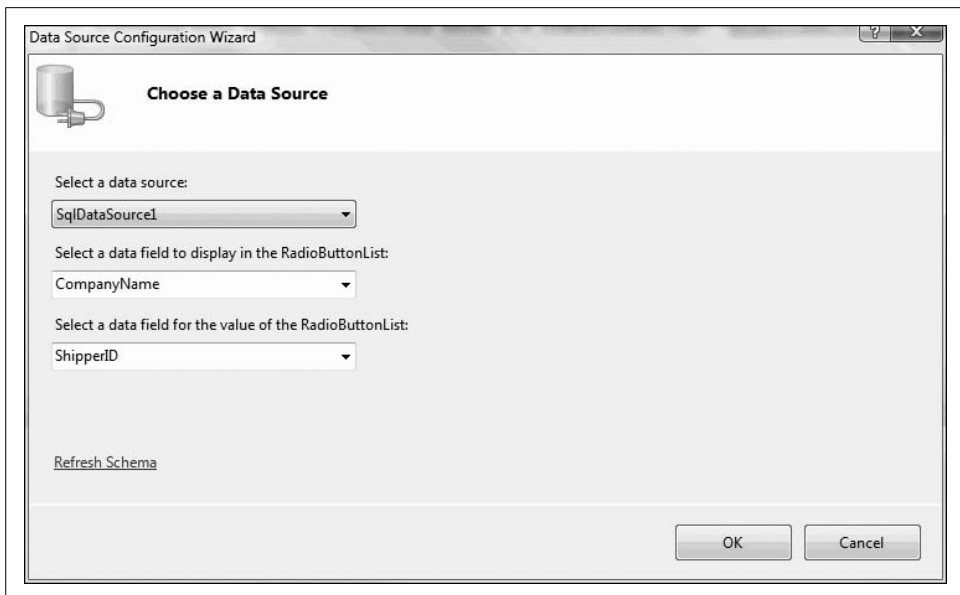 Data Source Configuration Wizard
?
X
Choose a Data Source
Select a data source:
SqlDataSource1
Select a data field to display in the RadioButtonList:
CompanyName
Select a data field for the value of the RadioButtonList:
ShipperID
Refresh Schema
OK
Cancel